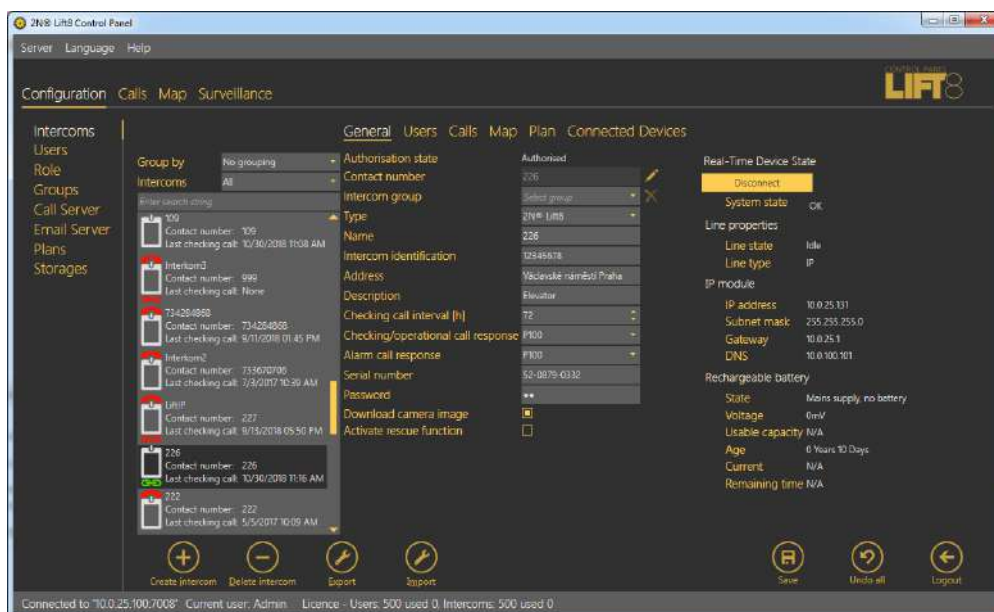 2N® Lift8 Control Panel
Server Language Help
CONTROL PANEL
LIFT8
Configuration Calls Map Surveillance
Intercoms
Users
Role
Groups
Call Server
Email Server
Plans
Storages
Group by No grouping
Intercoms All
Enter search string
109
Contact number: 109
Last checking call: 10/30/2018 11:08 AM
Interkom3
Contact number: 999
Last checking call: None
734284868
Contact number: 734284868
Last checking call: 9/11/2018 01:45 PM
Interkom2
Contact number: 733670706
Last checking call: 7/3/2017 10:39 AM
LiftIP
Contact number: 227
Last checking call: 9/13/2018 05:50 PM
226
Contact number: 226
Last checking call: 10/30/2018 11:16 AM
222
Contact number: 222
Last checking call: 5/5/2017 10:09 AM
General Users Calls Map Plan Connected Devices
Authorisation state Authorised
Contact number 226
Intercom group Select group
Type 2N® Lift8
Name 226
Intercom identification 12345678
Address Václavské náměstí Praha
Description Elevator
Checking call interval [h] 72
Checking/operational call response P100
Alarm call response P100
Serial number 52-0879-0332
Password **
Download camera image
Activate rescue function
Real-Time Device State
Disconnect
System state OK
Line properties
Line state Idle
Line type IP
IP module
IP address 10.0.25.131
Subnet mask 255.255.255.0
Gateway 10.0.25.1
DNS 10.0.100.101
Rechargeable battery
State Mains supply, no battery
Voltage 0mV
Usable capacity N/A
Age 0 Years 10 Days
Current N/A
Remaining time N/A
Create intercom Delete intercom Export Import Save Undo all Logout
Connected to "10.0.25.100:7008" Current user: Admin Licence - Users: 500 used 0, Intercoms: 500 used 0